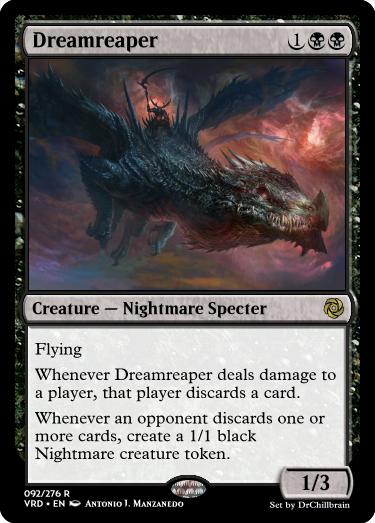 Dreamreaper 1
Creature — Nightmare Specter
Flying
Whenever Dreamreaper deals damage to
a player, that player discards a card.
Whenever an opponent discards one or
more cards, create a 1/1 black
Nightmare creature token.
1/3
092/276 R
VRD • EN Antonio J. Manzanedo
Set by DrChillbrain